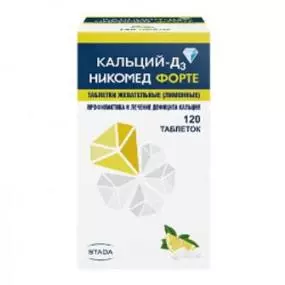 КАЛЬЦИЙ-Д3
НИКОМЕД ФОРТЕ
ТАБЛЕТКИ ЖЕВАТЕЛЬНЫЕ (ЛИМОННЫЕ)
ПРОФИЛАКТИКА И ЛЕЧЕНИЕ ДЕФИЦИТА КАЛЬЦИЯ
120
ТАБЛЕТОК
STADA